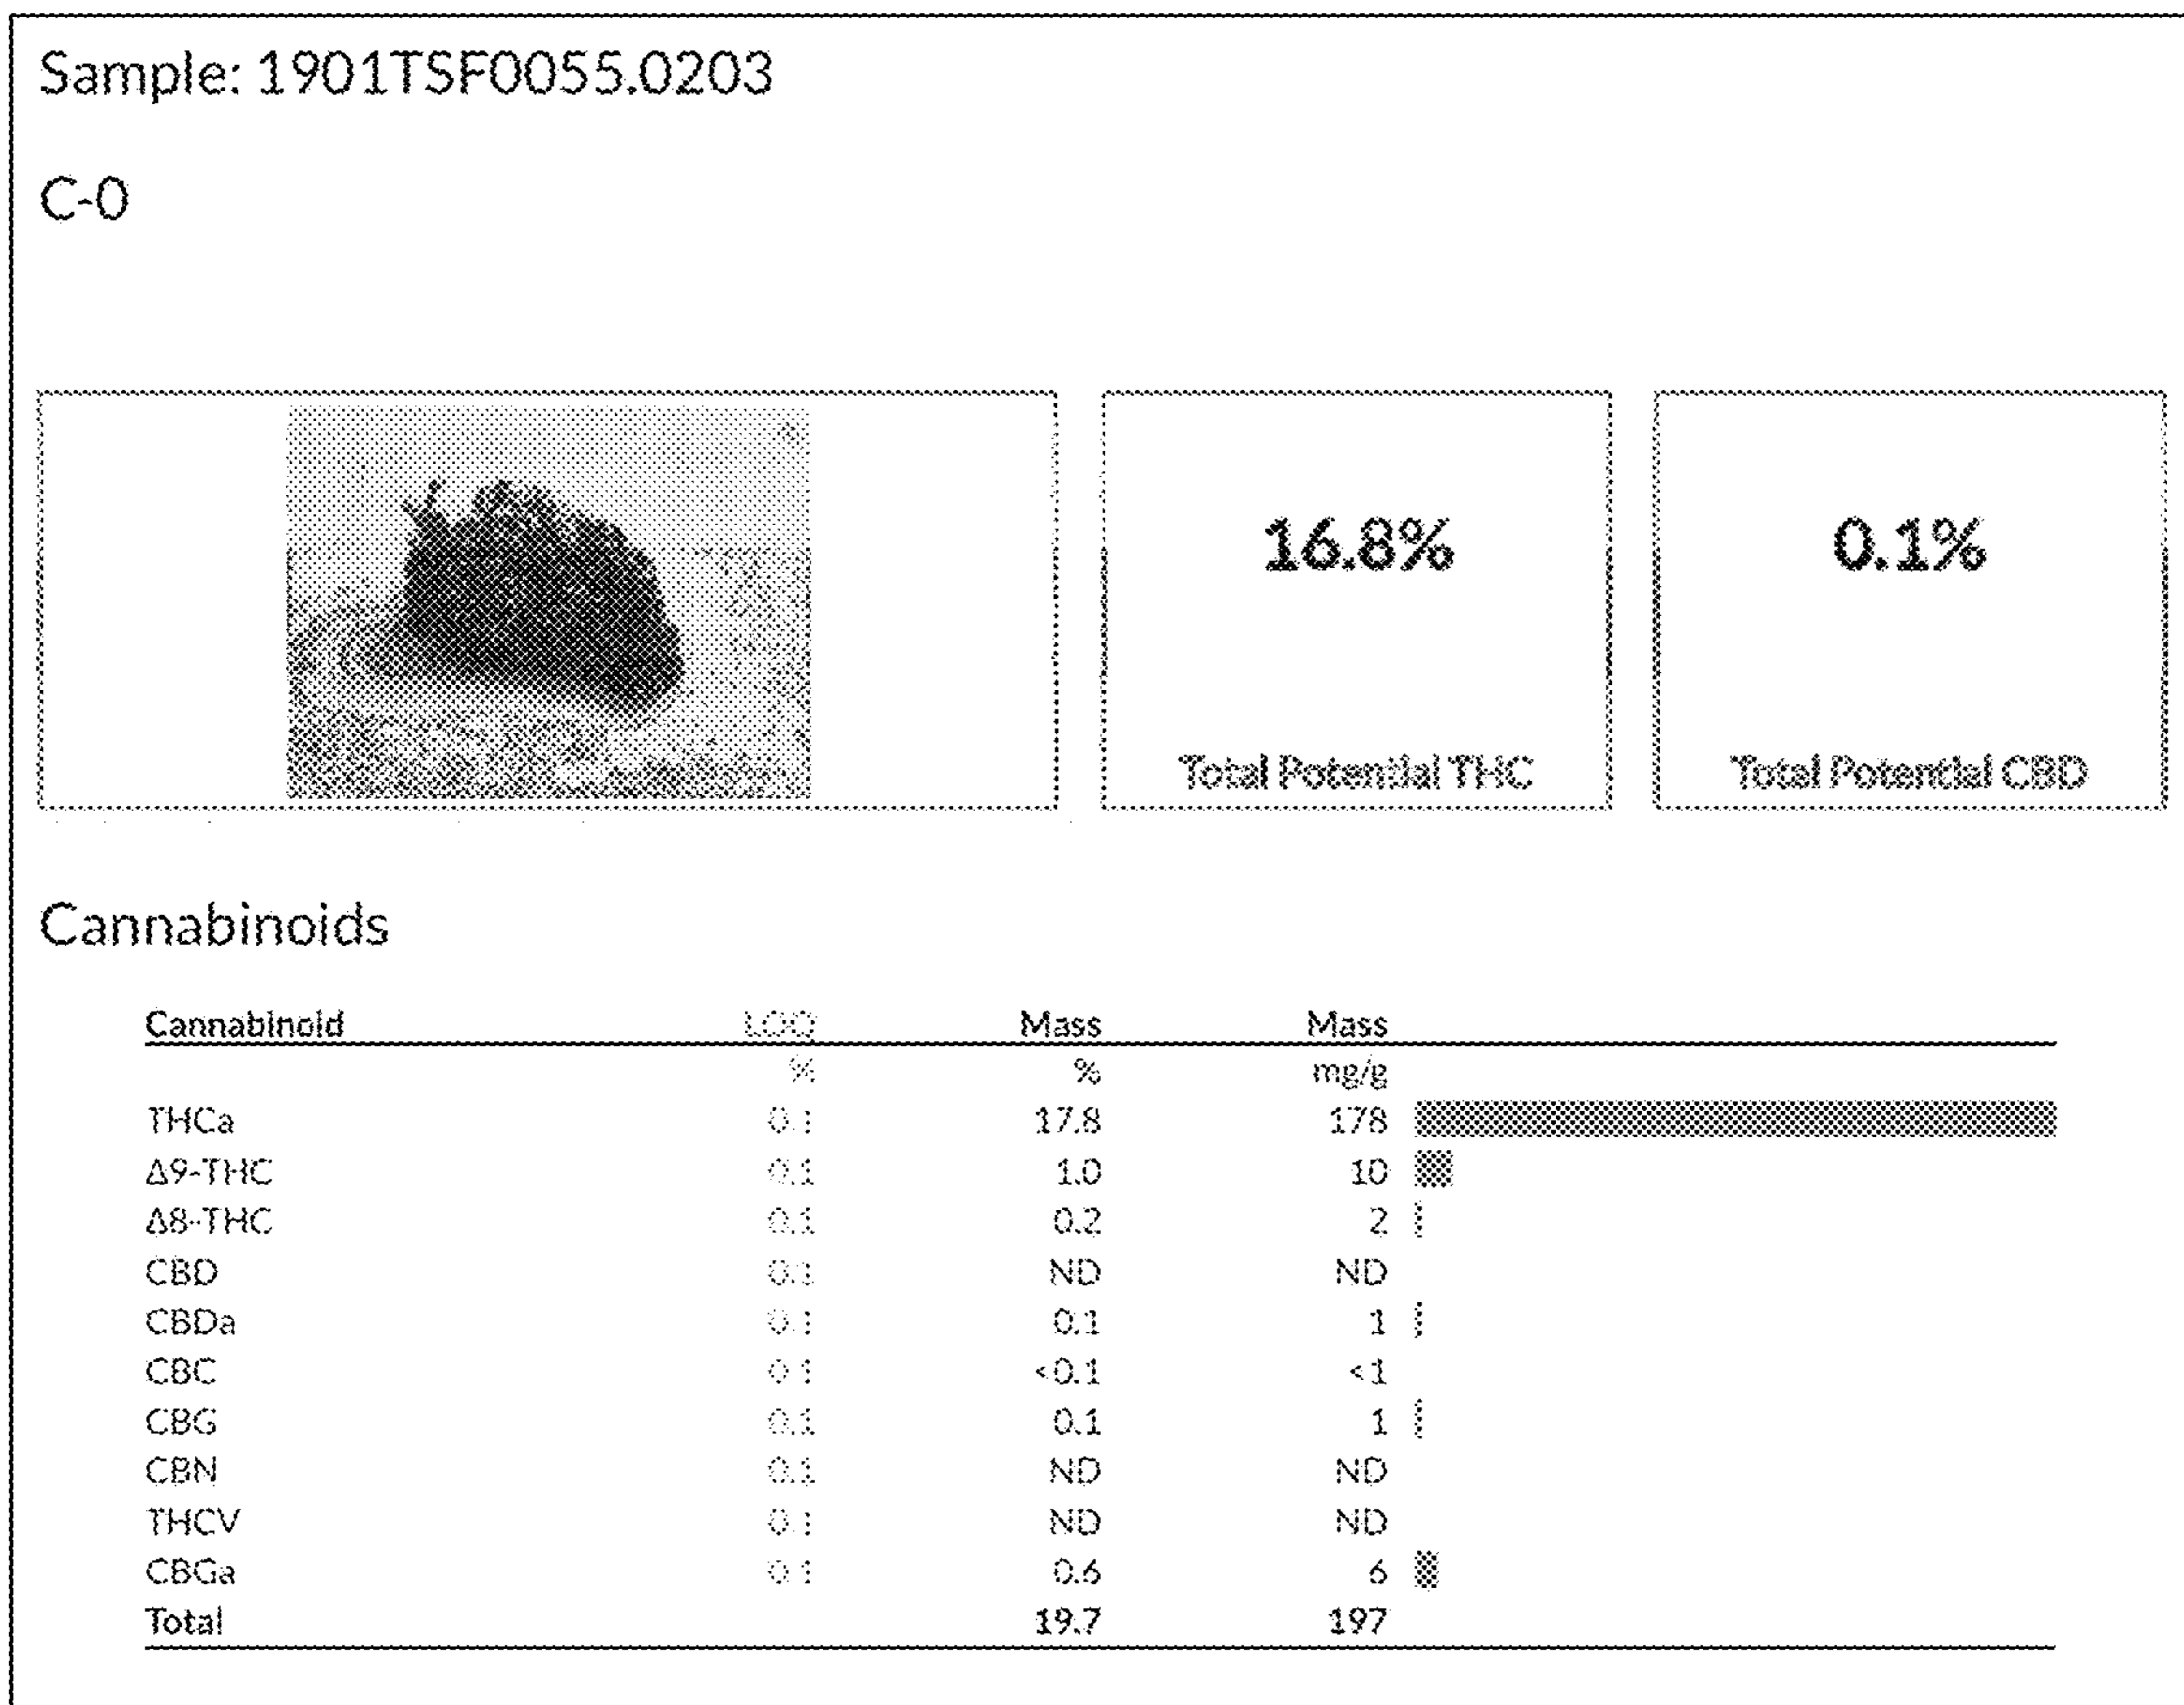 Sample: 1901TSF0055.0203
C-0
16.8%
Total Potential THC
0.1%
Total Potential CBD
Cannabinoids
Cannabinoid LOQ Mass Mass
% % mg/g
THCa 0.1 17.8 178
Δ9-THC 0.1 1.0 10
Δ8-THC 0.1 0.2 2
CBD 0.1 ND ND
CBDa 0.1 0.1 1
CBC 0.1 <0.1 <1
CBG 0.1 0.1 1
CBN 0.1 ND ND
THCV 0.1 ND ND
CBGa 0.1 0.6 6
Total 19.7 197